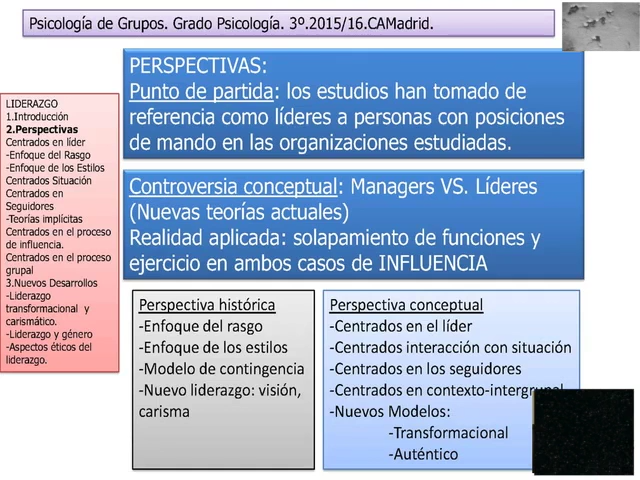 Psicología de Grupos. Grado Psicología. 3º.2015/16.CAMadrid.
LIDERAZGO
1.Introducción
2.Perspectivas
Centrados en líder
-Enfoque del Rasgo
-Enfoque de los Estilos
Centrados Situación
Centrados en
Seguidores
-Teorías implícitas
Centrados en el proceso
de influencia.
Centrados en el proceso
grupal
3.Nuevos Desarrollos
-Liderazgo
transformacional y
carismático.
-Liderazgo y género
-Aspectos éticos del
liderazgo.
PERSPECTIVAS:
Punto de partida: los estudios han tomado de
referencia como líderes a personas con posiciones
de mando en las organizaciones estudiadas.
Controversia conceptual: Managers VS. Líderes
(Nuevas teorías actuales)
Realidad aplicada: solapamiento de funciones y
ejercicio en ambos casos de INFLUENCIA
Perspectiva histórica
-Enfoque del rasgo
-Enfoque de los estilos
-Modelo de contingencia
-Nuevo liderazgo: visión,
carisma
Perspectiva conceptual
-Centrados en el líder
-Centrados interacción con situación
-Centrados en los seguidores
-Centrados en contexto-intergrupal
-Nuevos Modelos:
-Transformacional
-Auténtico